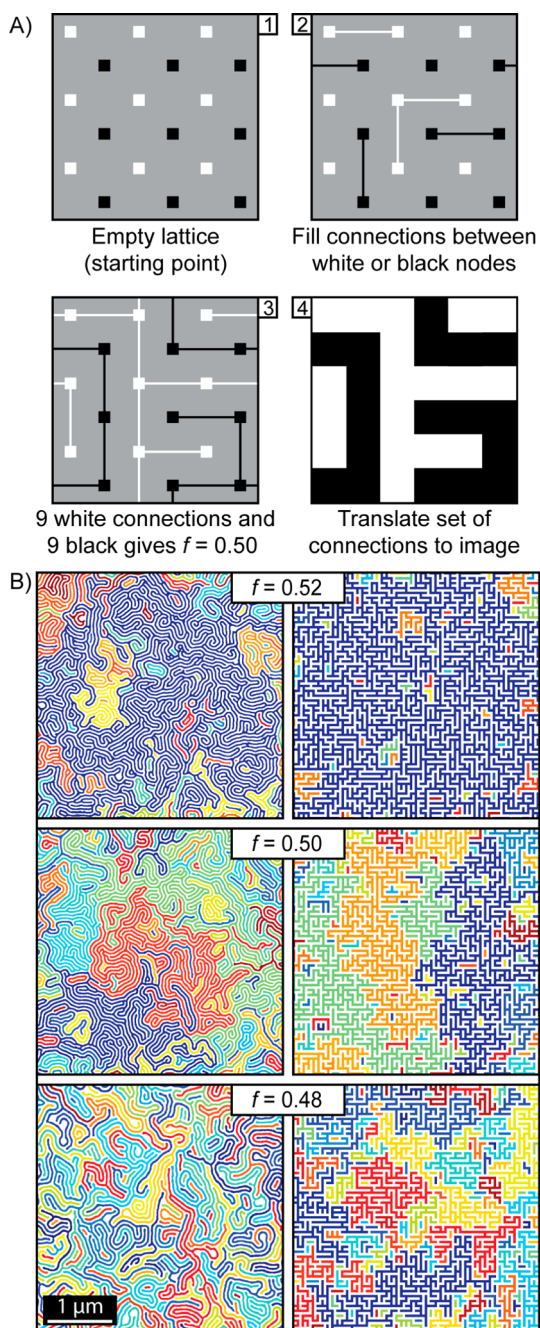 A)
1
2
Empty lattice
(starting point)
Fill connections between
white or black nodes
3
4
9 white connections and
9 black gives f = 0.50
Translate set of
connections to image
B)
f = 0.52
f = 0.50
f = 0.48
1 μm